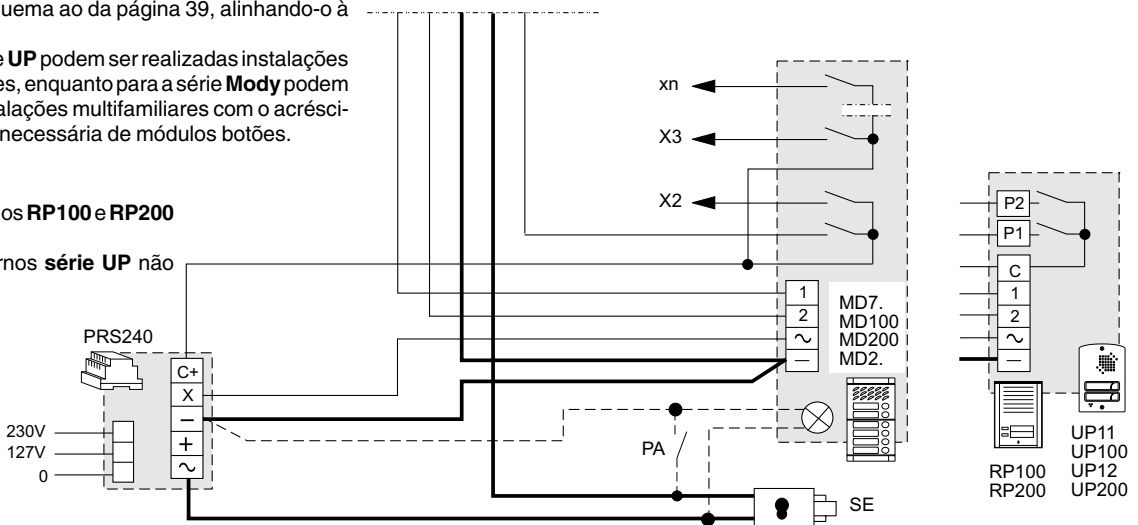 quema ao da página 39, alinhando-o à
e UP podem ser realizadas instalações
es, enquanto para a série Mody podem
alações multifamiliares com o acrésci-
necessária de módulos botões.
os RP100 e RP200
rnos série UP não
xn
X3
X2
P2
P1
C
1
2
~
—
1
2
~
—
MD7.
MD100
MD200
MD2.
PRS240
C+
X
—
+
~
230V
127V
0
PA
SE
RP100
RP200
UP11
UP100
UP12
UP200